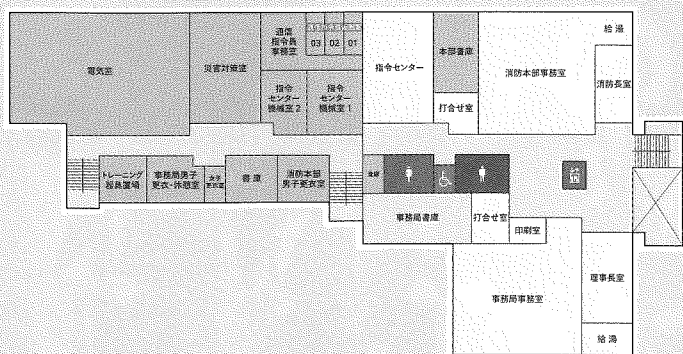 電気室
災害対策室
通信
指令員
事務室
03
02
01
指令
センター
機械室2
指令
センター
機械室1
指令センター
本部書庫
打合せ室
消防本部事務室
給湯
消防長室
トレーニング
器具置場
事務局男子
更衣・休憩室
女子
更衣室
書庫
消防本部
男子更衣室
倉庫
事務局書庫
打合せ室
印刷室
事務局事務室
理事長室
給湯